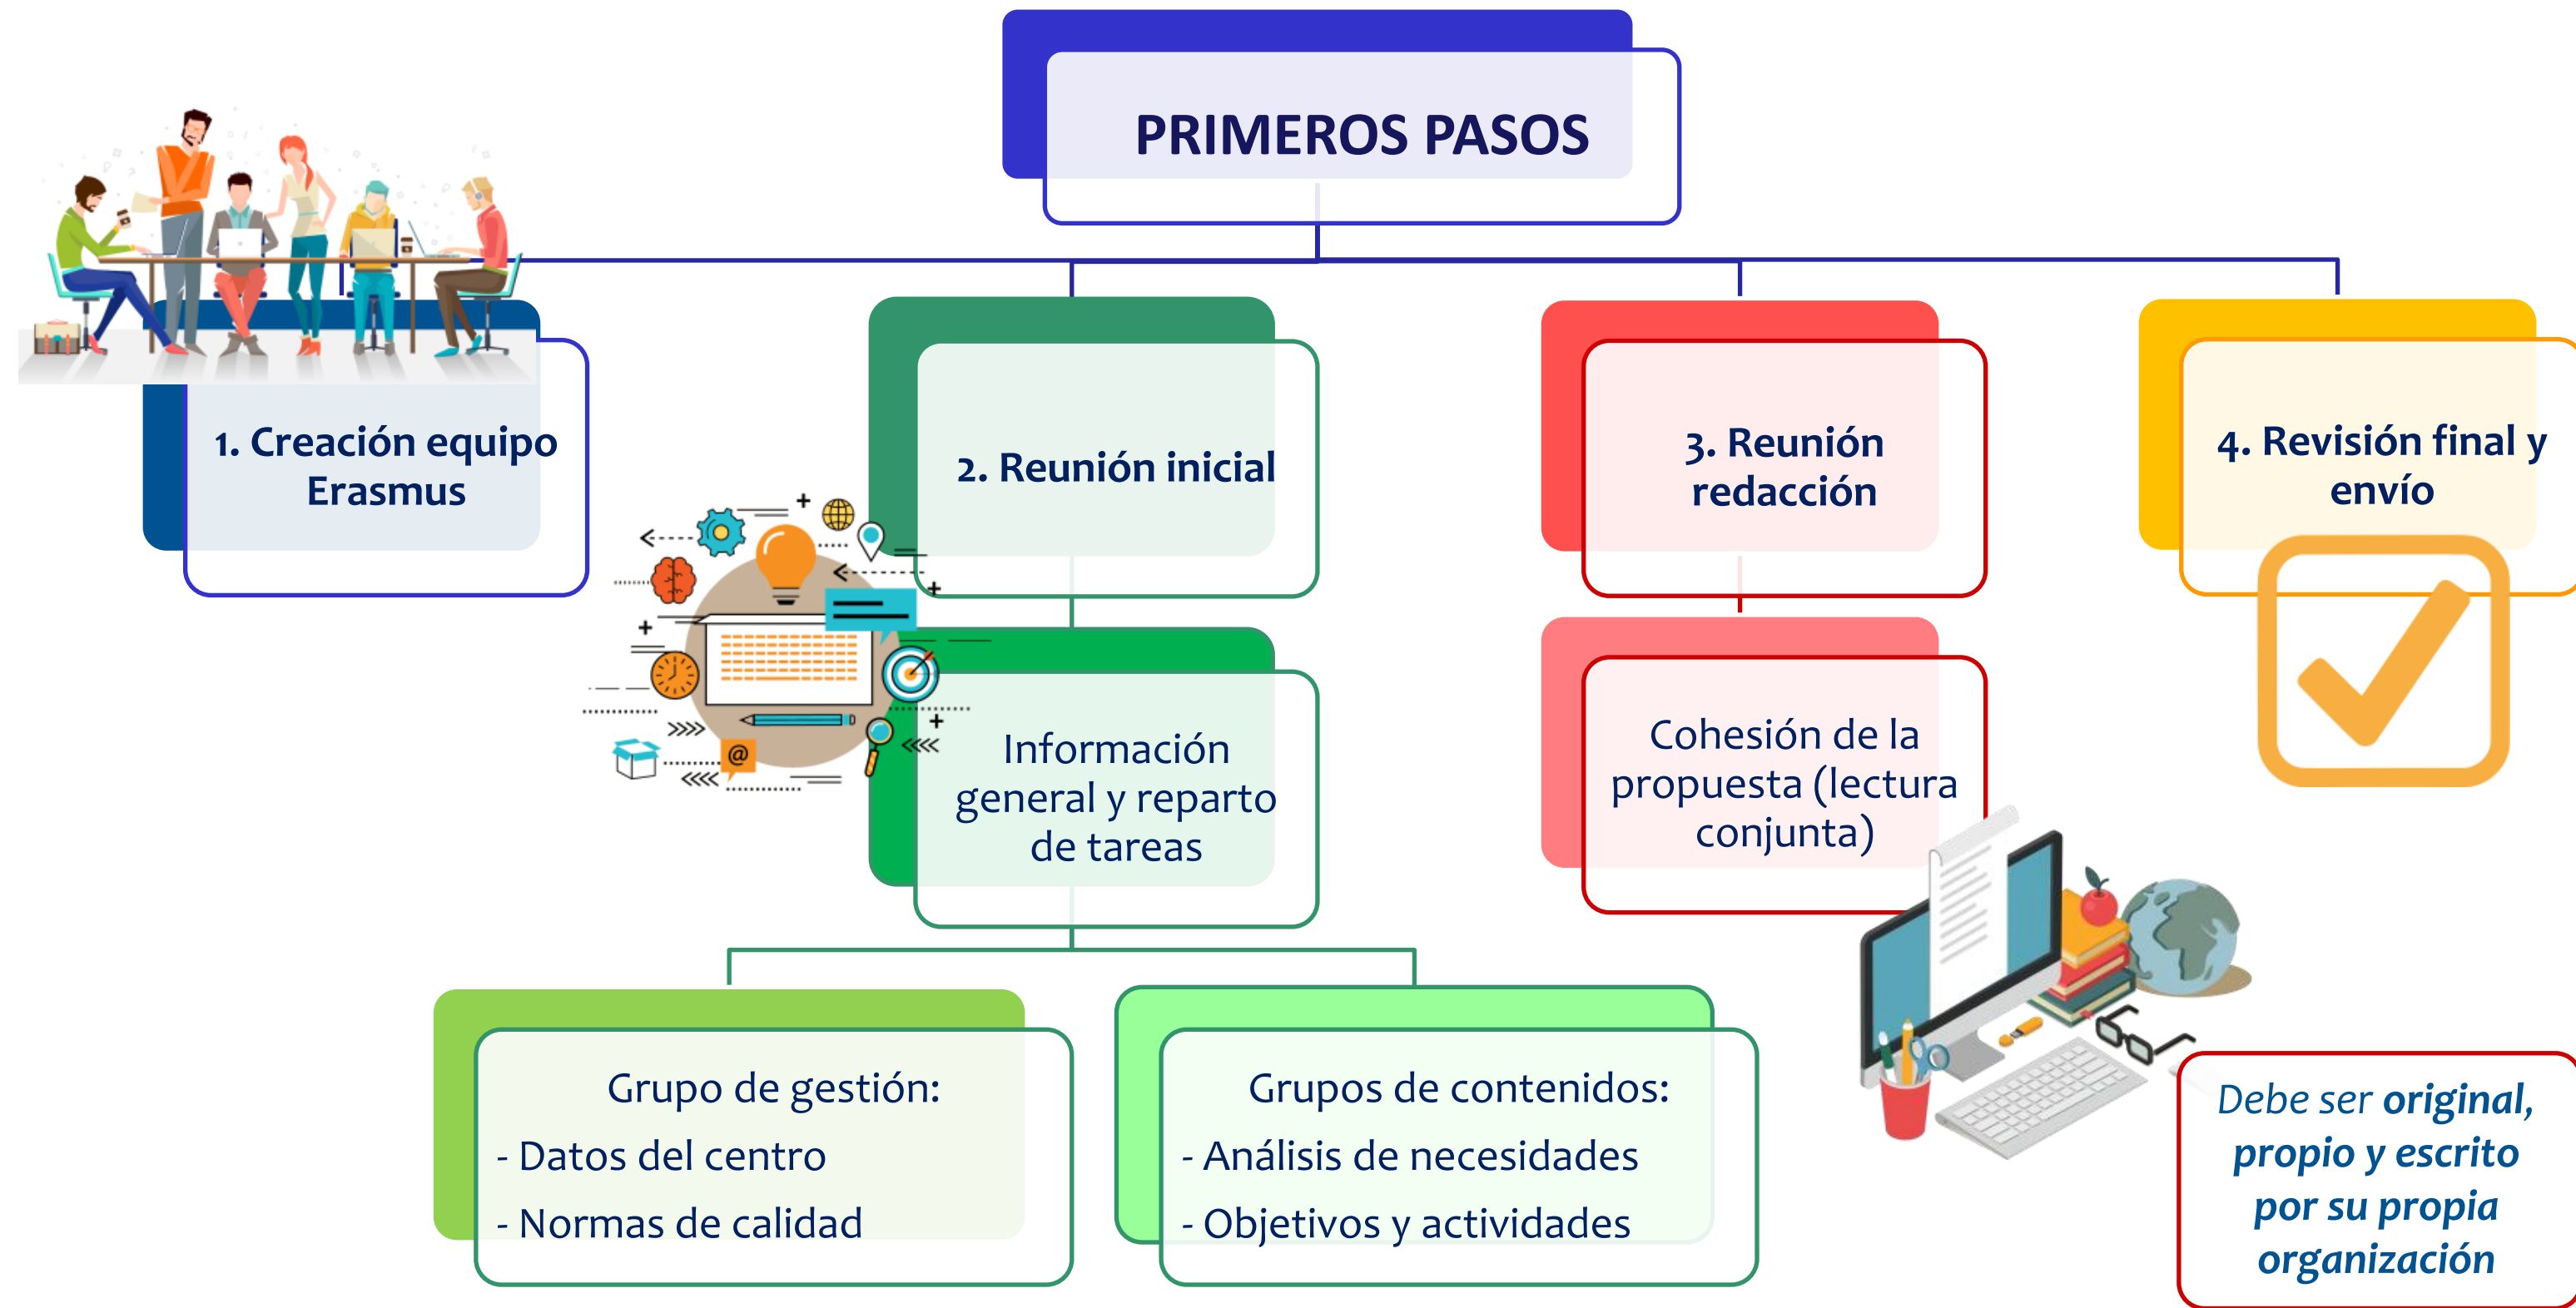 PRIMEROS PASOS
1. Creación equipo
Erasmus
2. Reunión inicial
3. Reunión
redacción
4. Revisión final y
envío
Información
general y reparto
de tareas
Cohesión de la
propuesta (lectura
conjunta)
@
Grupo de gestión:
- Datos del centro
- Normas de calidad
Grupos de contenidos:
- Análisis de necesidades
- Objetivos y actividades
Debe ser original,
propio y escrito
por su propia
organización